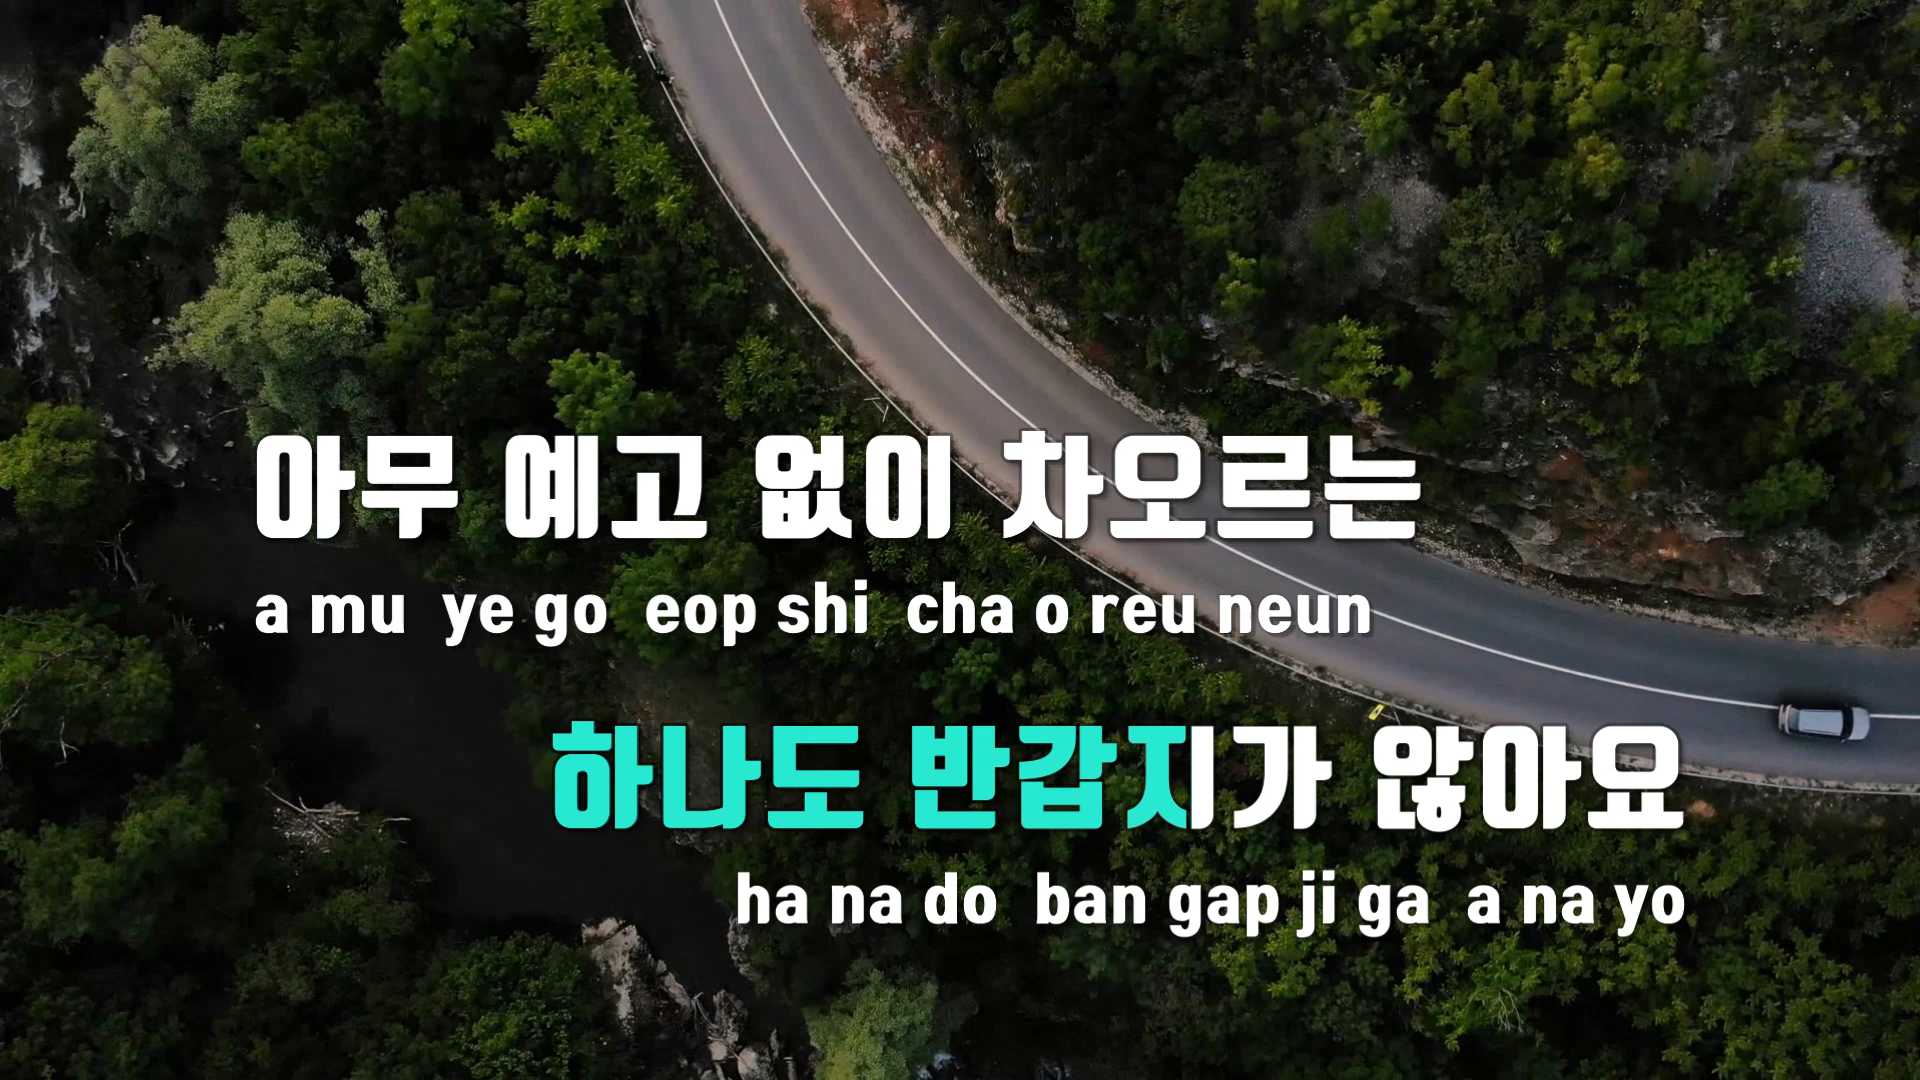 아무 예고 없이 차오르는
a mu ye go eop shi cha o reu neun
하나도 반갑지가 않아요
ha na do ban gap ji ga a na yo